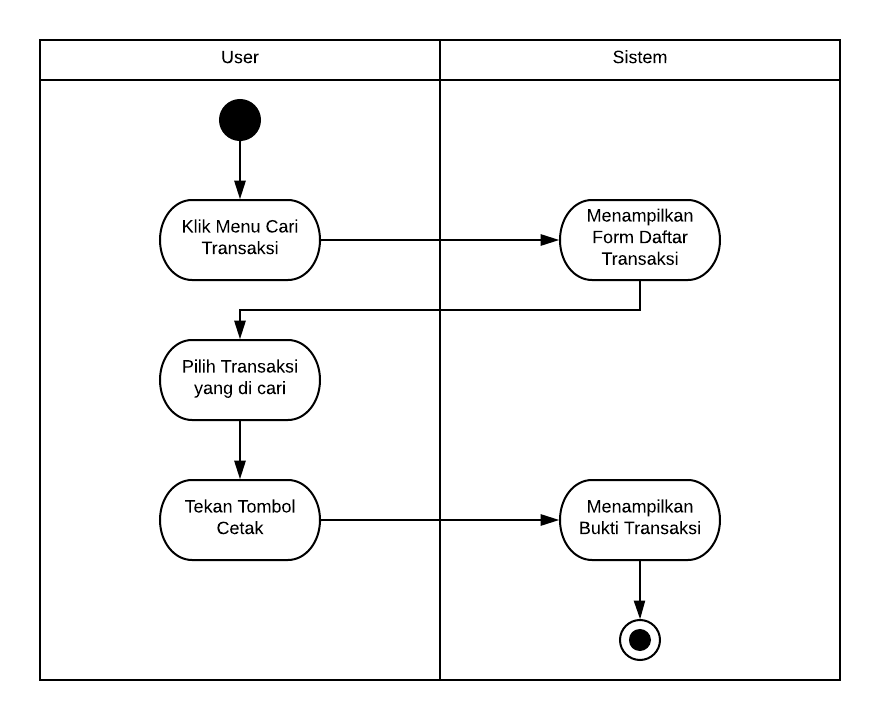 User
Sistem
Klik Menu Cari
Transaksi
Menampilkan
Form Daftar
Transaksi
Pilih Transaksi
yang di cari
Tekan Tombol
Cetak
Menampilkan
Bukti Transaksi